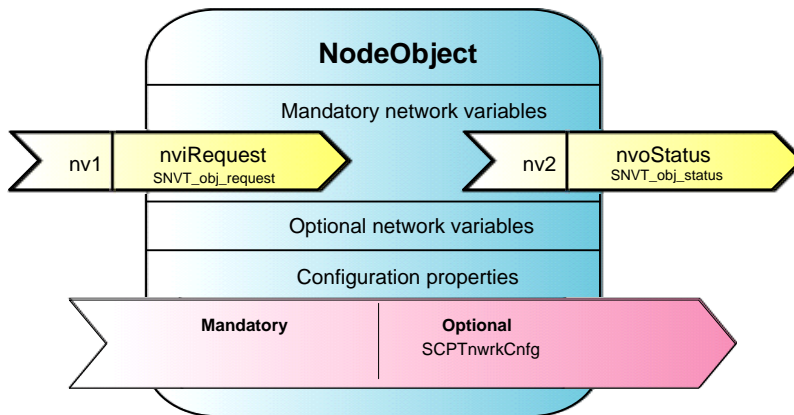 NodeObject
Mandatory network variables
nv1
nviRequest
SNVT_obj_request
nv2
nvoStatus
SNVT_obj_status
Optional network variables
Configuration properties
Mandatory
Optional
SCPTnwrkCnfg